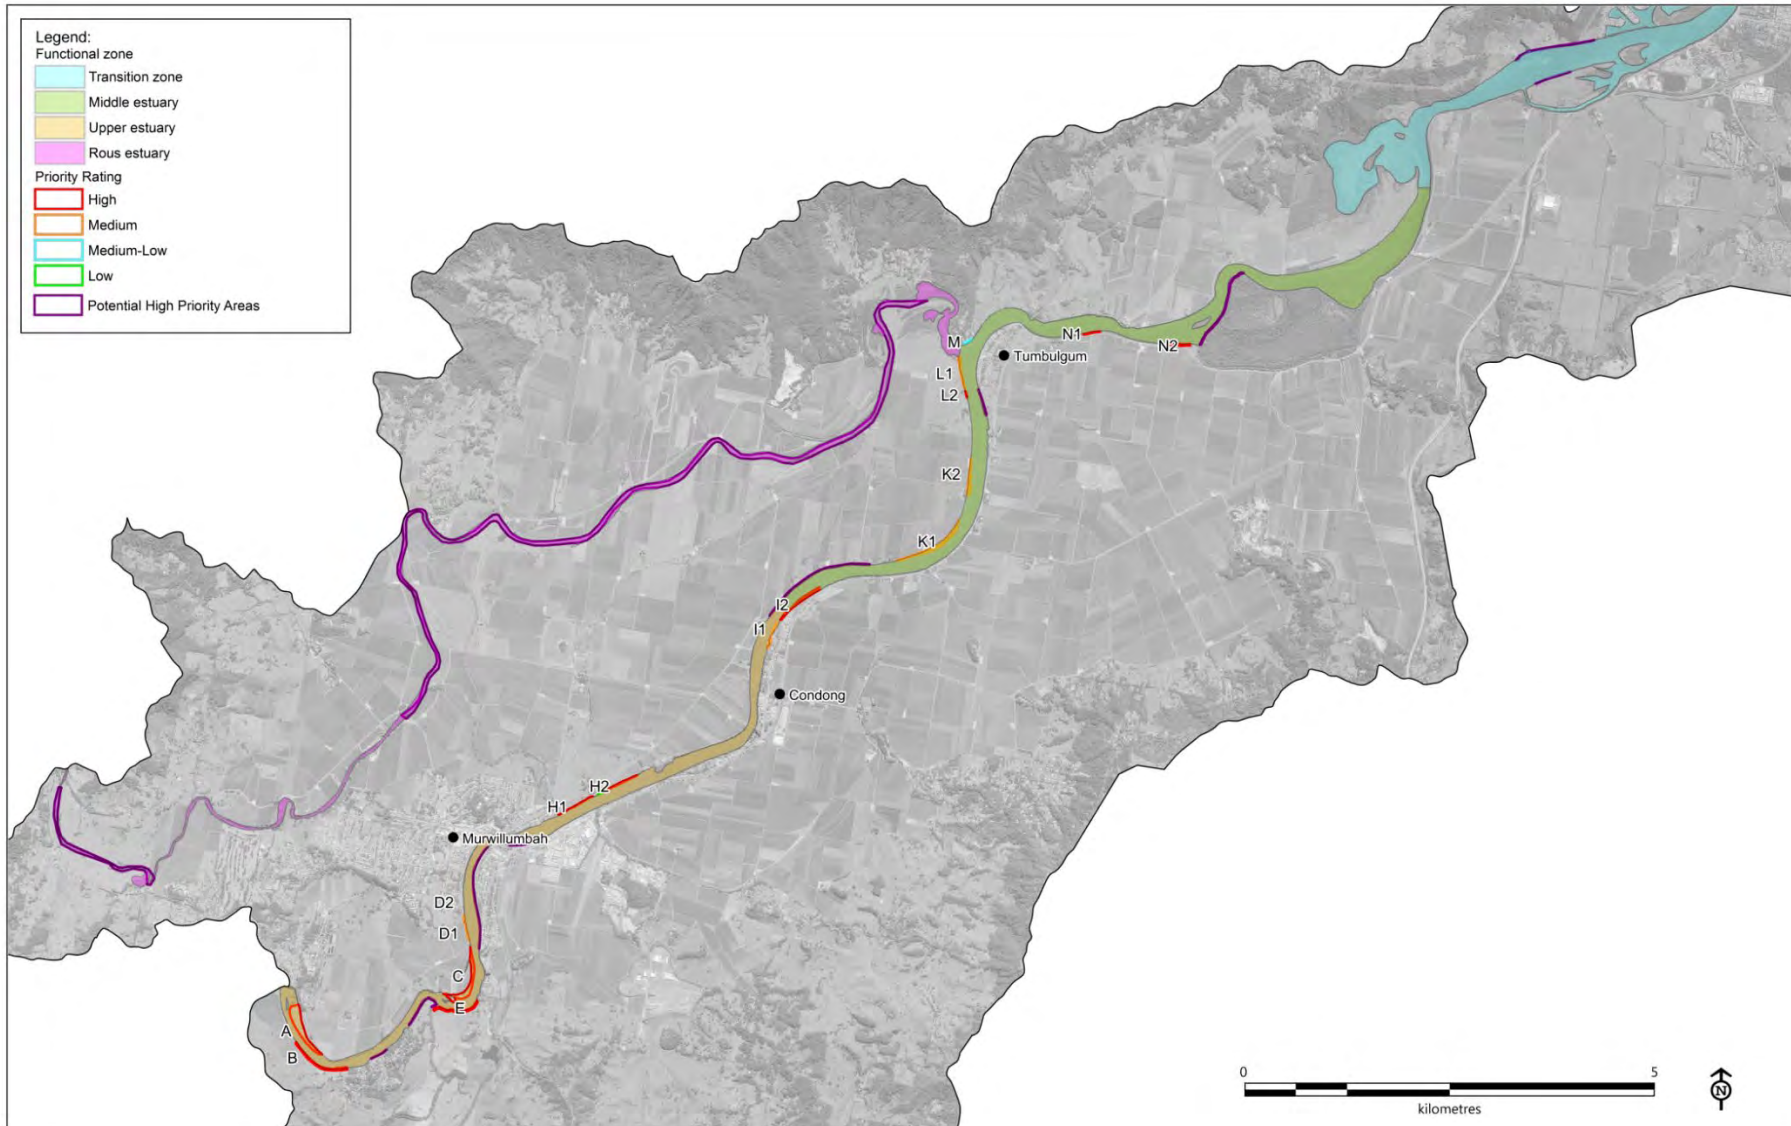 Legend:
Functional zone
Transition zone
Middle estuary
Upper estuary
Rous estuary
Priority Rating
High
Medium
Medium-Low
Low
Potential High Priority Areas
M
N1
N2
Tumbulgum
L1
L2
K2
K1
I2
I1
Condong
H2
H1
Murwillumbah
D2
D1
C
E
A
B
0 5
kilometres
N